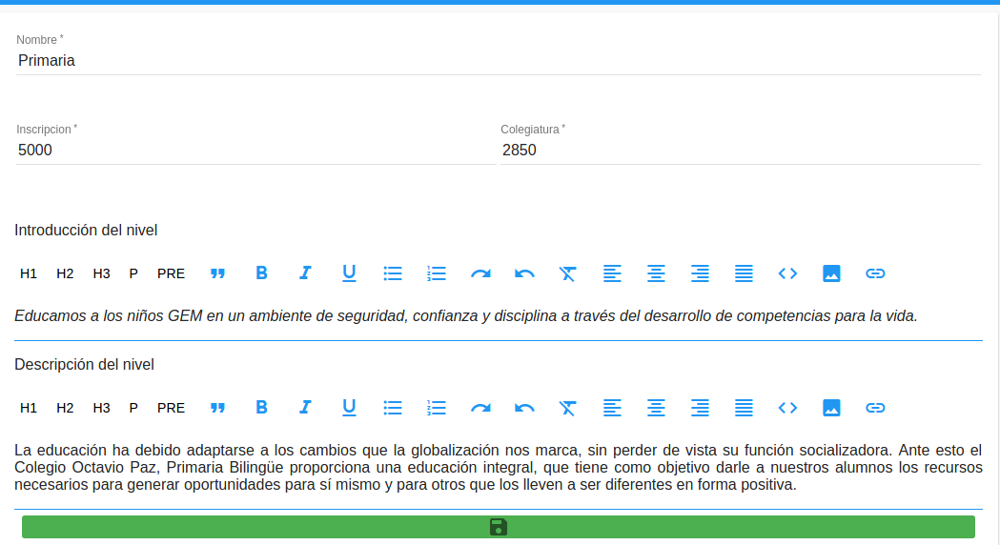 Nombre *
Primaria
Inscripcion * Colegiatura *
5000 2850
Introducción del nivel
H1 H2 H3 P PRE
Educamos a los niños GEM en un ambiente de seguridad, confianza y disciplina a través del desarrollo de competencias para la vida.
Descripción del nivel
H1 H2 H3 P PRE
La educación ha debido adaptarse a los cambios que la globalización nos marca, sin perder de vista su función socializadora. Ante esto el
Colegio Octavio Paz, Primaria Bilingüe proporciona una educación integral, que tiene como objetivo darle a nuestros alumnos los recursos
necesarios para generar oportunidades para sí mismo y para otros que los lleven a ser diferentes en forma positiva.